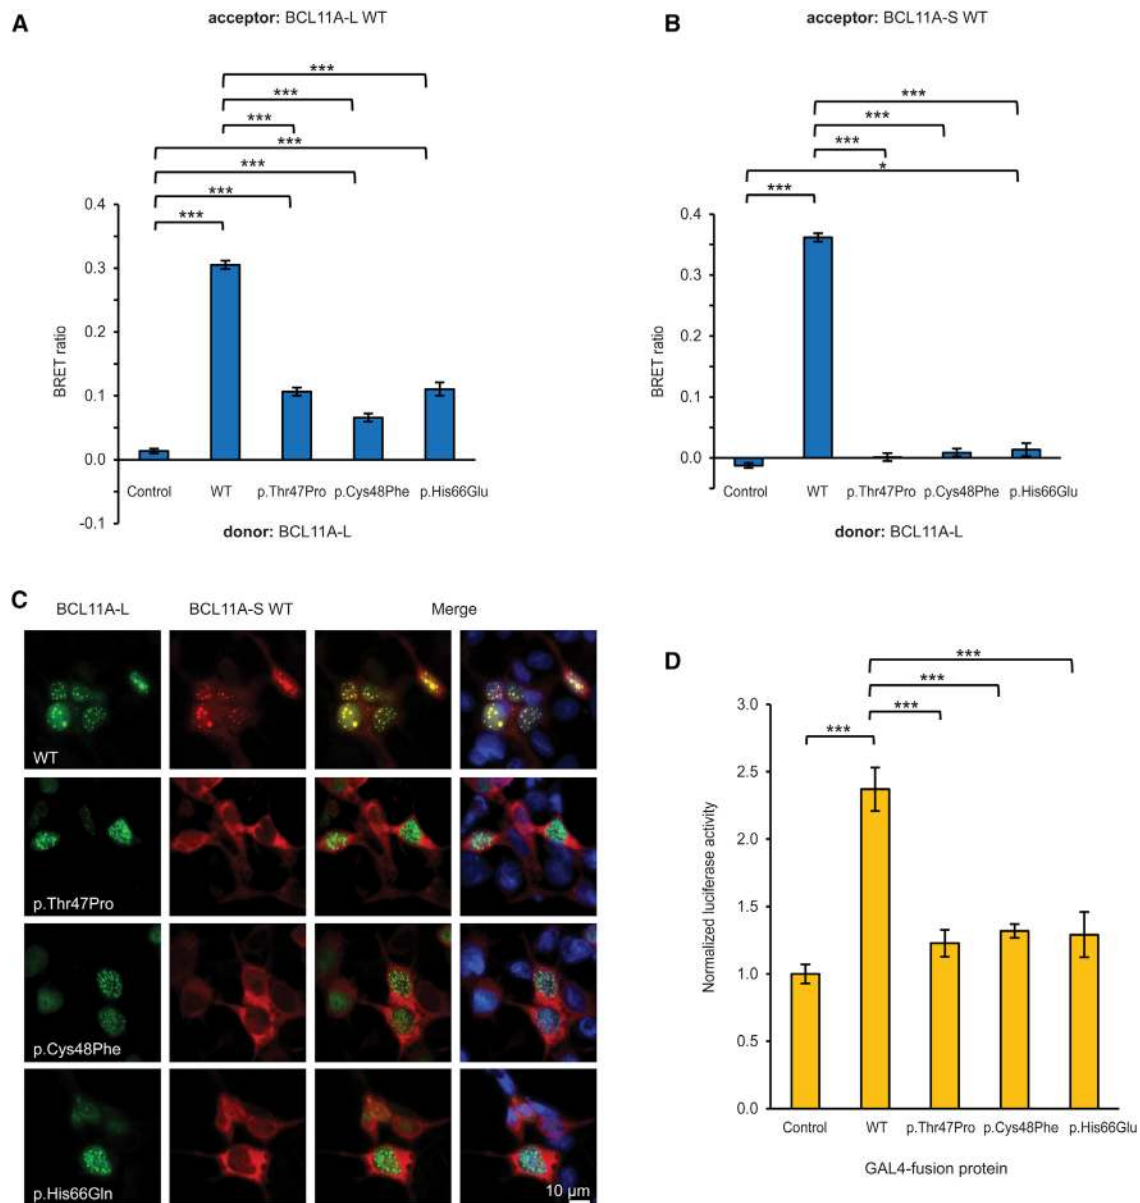 A
acceptor: BCL11A-L WT
***
***
***
***
***
***
***
0.4
0.3
0.2
0.1
0.0
-0.1
BRET ratio
Control WT p.Thr47Pro p.Cys48Phe p.His66Glu
donor: BCL11A-L
B
acceptor: BCL11A-S WT
***
***
***
*
***
0.4
0.3
0.2
0.1
0.0
-0.1
BRET ratio
Control WT p.Thr47Pro p.Cys48Phe p.His66Glu
donor: BCL11A-L
C
BCL11A-L BCL11A-S WT Merge
WT
p.Thr47Pro
p.Cys48Phe
p.His66Gln
10 µm
D
***
***
***
***
3.0
2.5
2.0
1.5
1.0
0.5
0.0
Normalized luciferase activity
Control WT p.Thr47Pro p.Cys48Phe p.His66Glu
GAL4-fusion protein